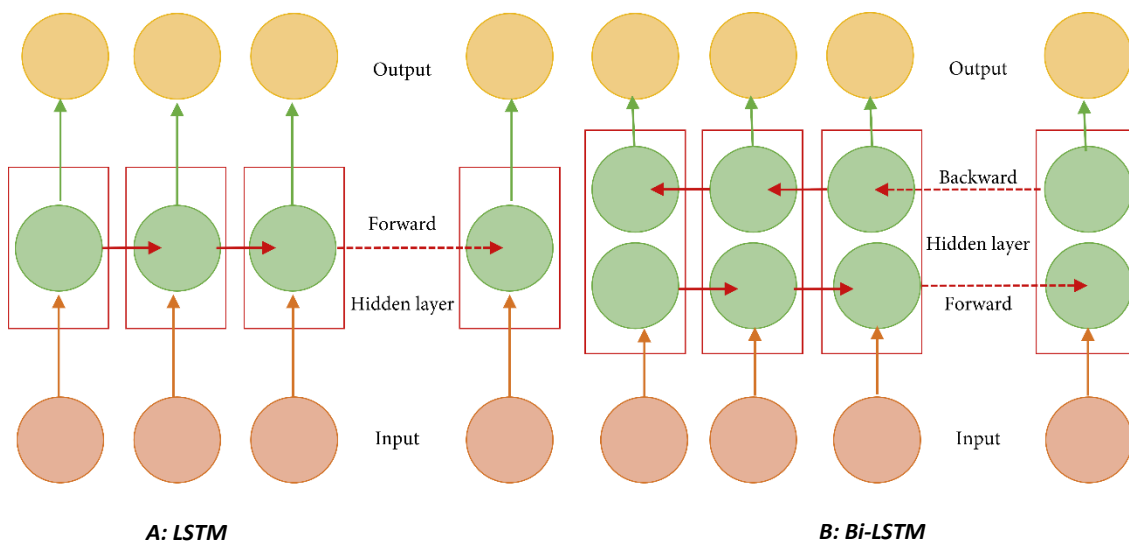 Output
Forward
Hidden layer
Input
A: LSTM
Output
Backward
Hidden layer
Forward
Input
B: Bi-LSTM